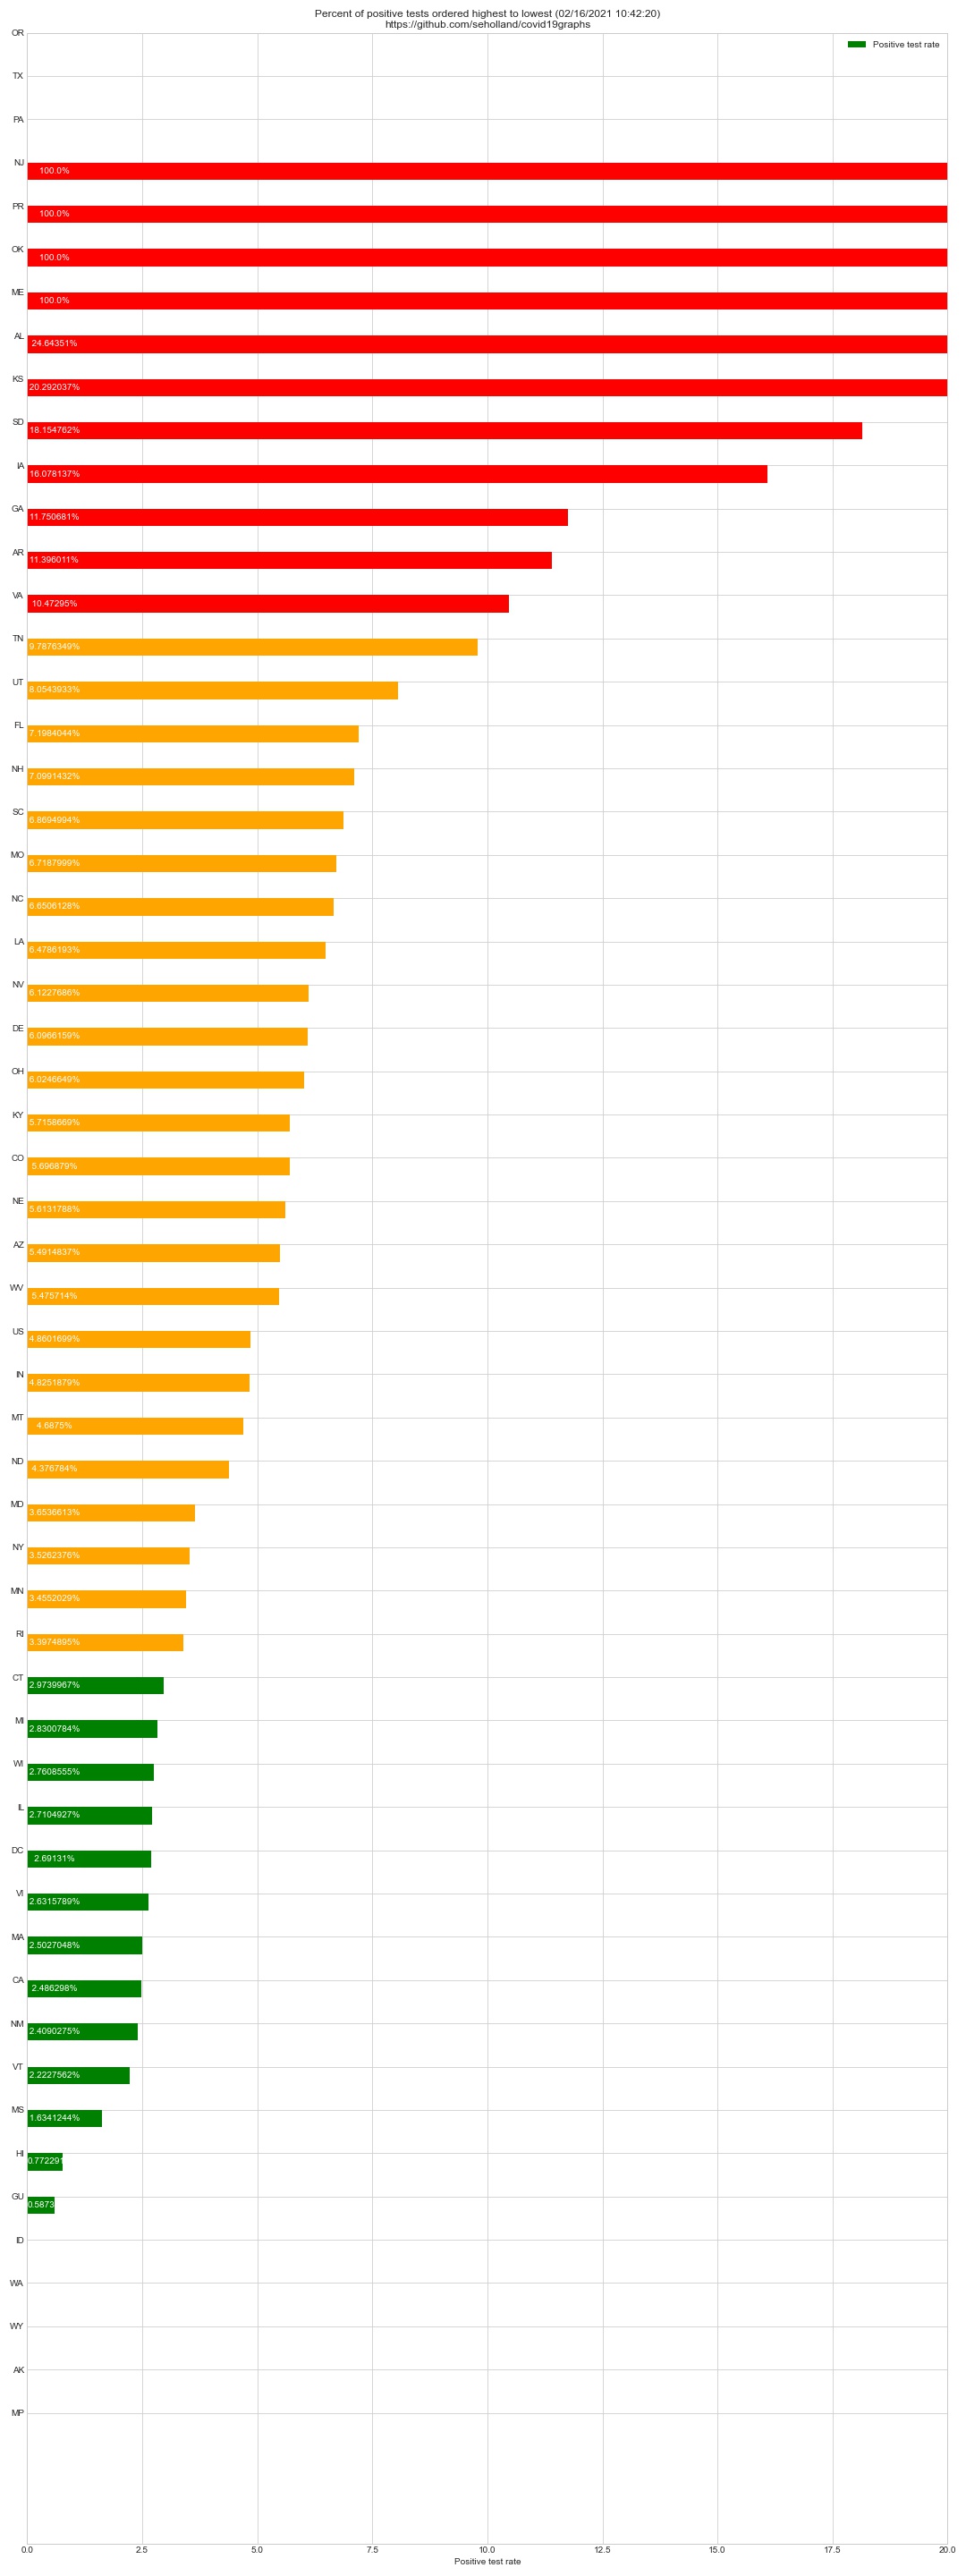 Percent of positive tests ordered highest to lowest (02/16/2021 10:42:20)
https://github.com/seholland/covid19graphs
Positive test rate
OR
TX
PA
NJ
100.0%
PR
100.0%
OK
100.0%
ME
100.0%
AL
24.64351%
KS
20.292037%
SD
18.154762%
IA
16.078137%
GA
11.750681%
AR
11.396011%
VA
10.47295%
TN
9.7876349%
UT
8.0543933%
FL
7.1984044%
NH
7.0991432%
SC
6.8694994%
MO
6.7187999%
NC
6.6506128%
LA
6.4786193%
NV
6.1227686%
DE
6.0966159%
OH
6.0246649%
KY
5.7158669%
CO
5.696879%
NE
5.6131788%
AZ
5.4914837%
WV
5.475714%
US
4.8601699%
IN
4.8251879%
MT
4.6875%
ND
4.376784%
MD
3.6536613%
NY
3.5262376%
MN
3.4552029%
RI
3.3974895%
CT
2.9739967%
MI
2.8300784%
WI
2.7608555%
IL
2.7104927%
DC
2.69131%
VI
2.6315789%
MA
2.5027048%
CA
2.486298%
NM
2.4090275%
VT
2.2227562%
MS
1.6341244%
HI
0.772291
GU
0.5873
ID
WA
WY
AK
MP
0.0 2.5 5.0 7.5 10.0 12.5 15.0 17.5 20.0
Positive test rate